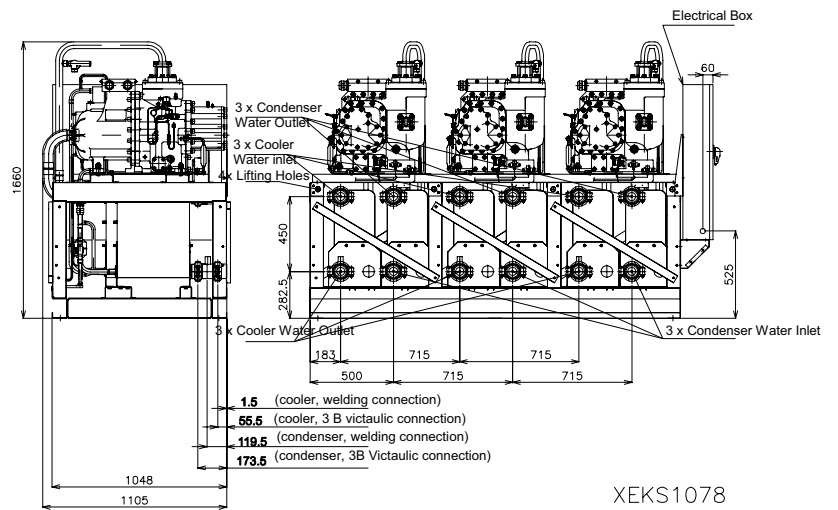 Electrical Box
60
3 x Condenser
Water Outlet
3 x Cooler
Water inlet
4x Lifting Holes
1660
450
282.5
525
3 x Cooler Water Outlet
3 x Condenser Water Inlet
183
715
715
500
715
715
1.5 (cooler, welding connection)
55.5 (cooler, 3 B victaulic connection)
119.5 (condenser, welding connection)
173.5 (condenser, 3B Victaulic connection)
1048
1105
XEKS1078